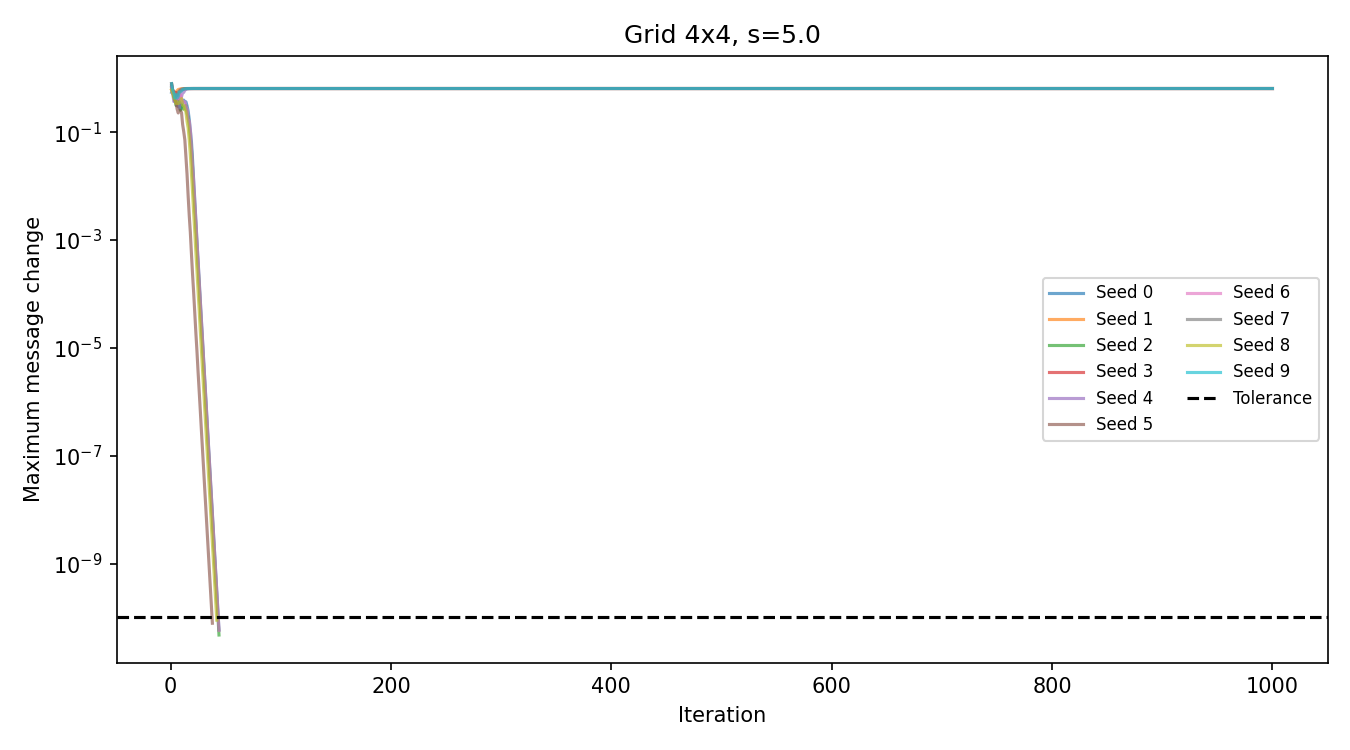 Grid 4x4, s=5.0
Maximum message change
10⁻¹
10⁻³
10⁻⁵
10⁻⁷
10⁻⁹
Seed 0
Seed 1
Seed 2
Seed 3
Seed 4
Seed 5
Seed 6
Seed 7
Seed 8
Seed 9
Tolerance
0 200 400 600 800 1000
Iteration